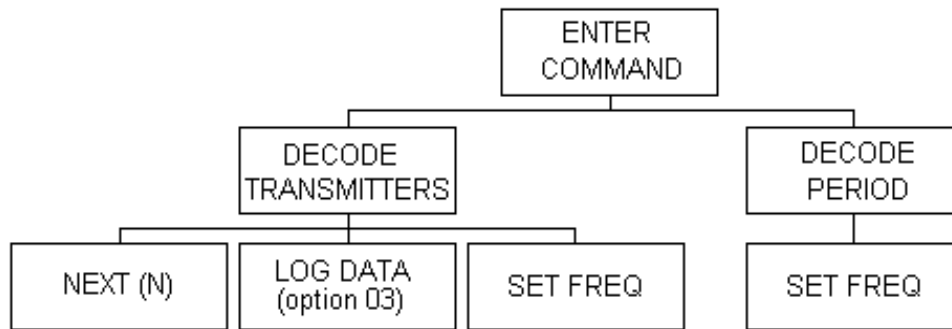 ENTER
COMMAND
DECODE
TRANSMITTERS
DECODE
PERIOD
NEXT (N)
LOG DATA
(option 03)
SET FREQ
SET FREQ